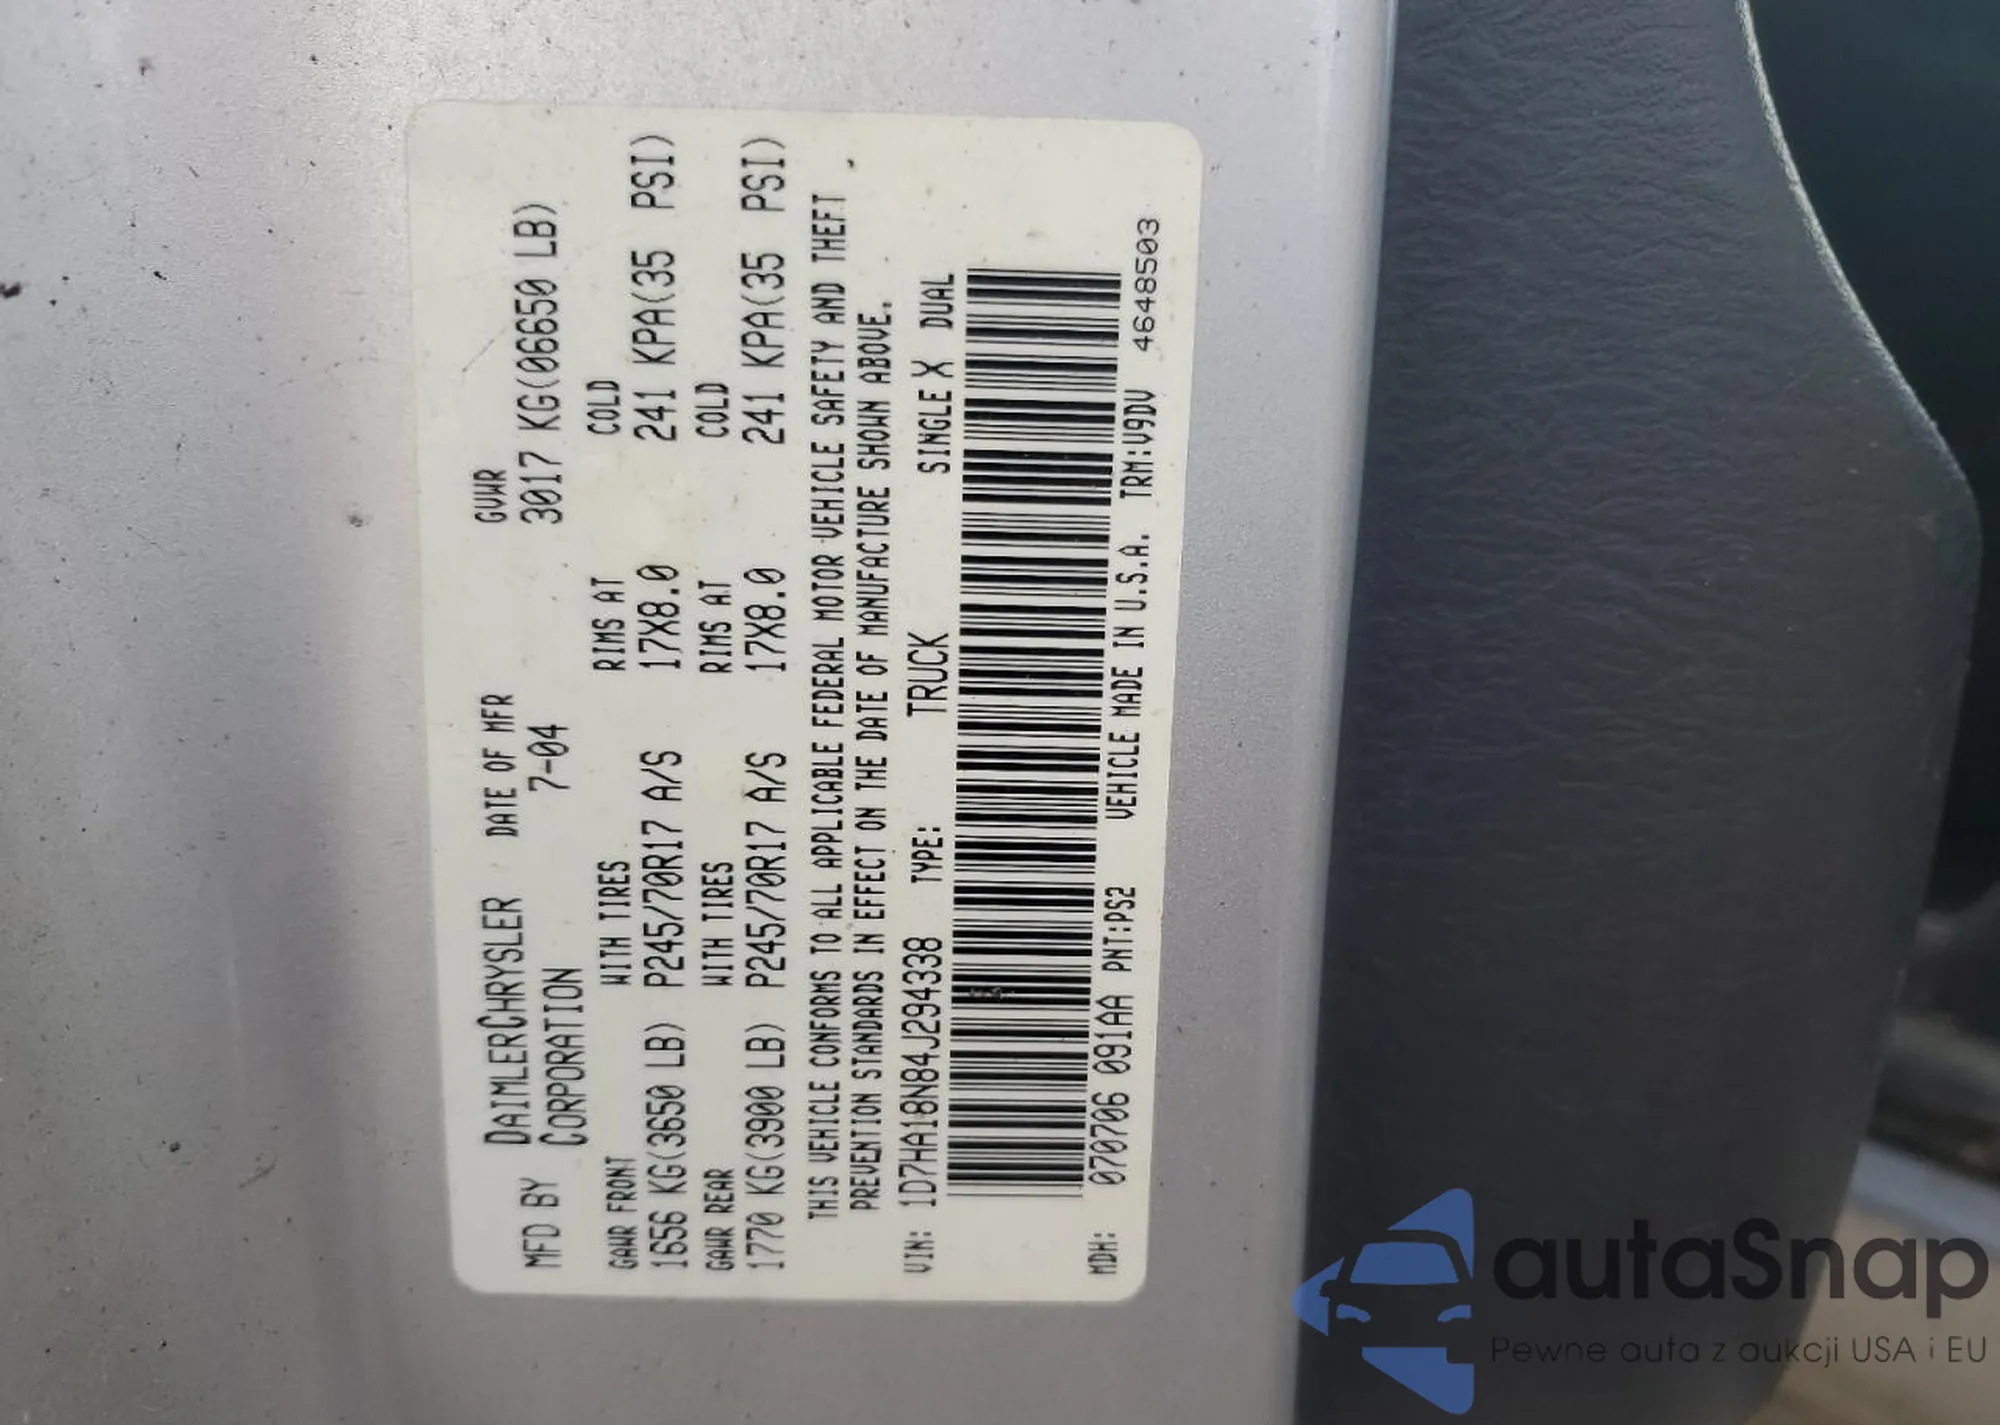 MFD BY DAIMLERCHRYSLER CORPORATION DATE OF MFR 7-04 GVWR 3017 KG(06650 LB)
GAWR FRONT WITH TIRES RIMS AT COLD
1656 KG(3650 LB) P245/70R17 A/S 17X8.0 241 KPA(35 PSI)
GAWR REAR WITH TIRES RIMS AT COLD
1770 KG(3900 LB) P245/70R17 A/S 17X8.0 241 KPA(35 PSI)
THIS VEHICLE CONFORMS TO ALL APPLICABLE FEDERAL MOTOR VEHICLE SAFETY AND THEFT
PREVENTION STANDARDS IN EFFECT ON THE DATE OF MANUFACTURE SHOWN ABOVE.
VIN: 1D7HA18N84J294338 TYPE: TRUCK SINGLE X DUAL
MDH: 070706 091AA PNT:PS2 VEHICLE MADE IN U.S.A. TRM:V9DV 4648503
autaSnap
Pewne auta z aukcji USA i EU